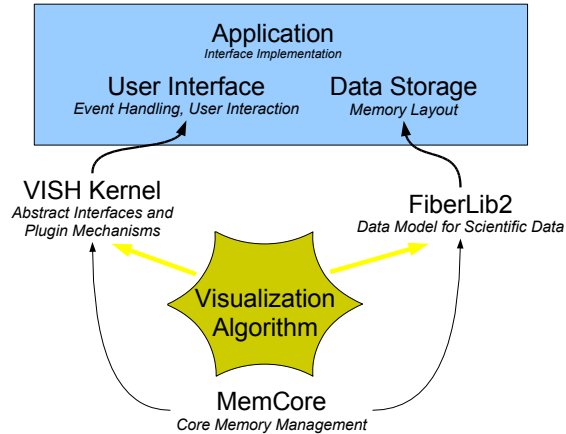 Application
Interface Implementation
User Interface
Event Handling, User Interaction
Data Storage
Memory Layout
VISH Kernel
Abstract Interfaces and
Plugin Mechanisms
FiberLib2
Data Model for Scientific Data
Visualization
Algorithm
MemCore
Core Memory Management